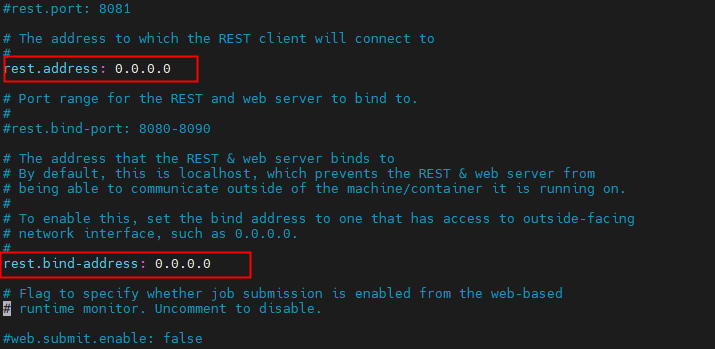 #rest.port: 8081
# The address to which the REST client will connect to
#
rest.address: 0.0.0.0
# Port range for the REST and web server to bind to.
#
#rest.bind-port: 8080-8090
# The address that the REST & web server binds to
# By default, this is localhost, which prevents the REST & web server from
# being able to communicate outside of the machine/container it is running on.
#
# To enable this, set the bind address to one that has access to outside-facing
# network interface, such as 0.0.0.0.
#
rest.bind-address: 0.0.0.0
# Flag to specify whether job submission is enabled from the web-based
# runtime monitor. Uncomment to disable.
#web.submit.enable: false